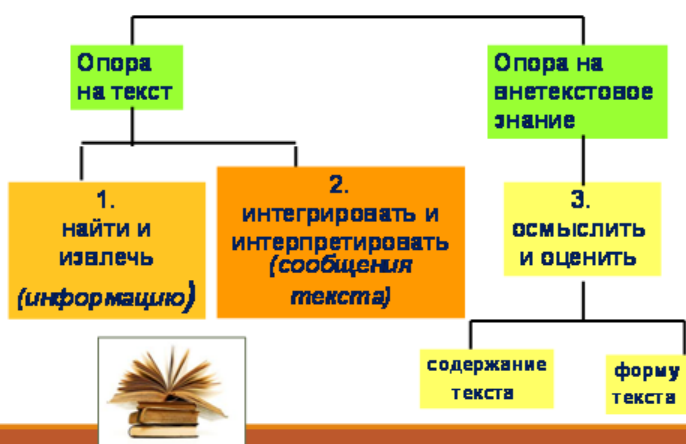 Опора
на текст
Опора на
внетекстовое
знание
1.
найти и
извлечь
(информацию)
2.
интегрировать и
интерпретировать
(сообщения
текста)
3.
осмыслить
и оценить
содержание
текста
форму
текста